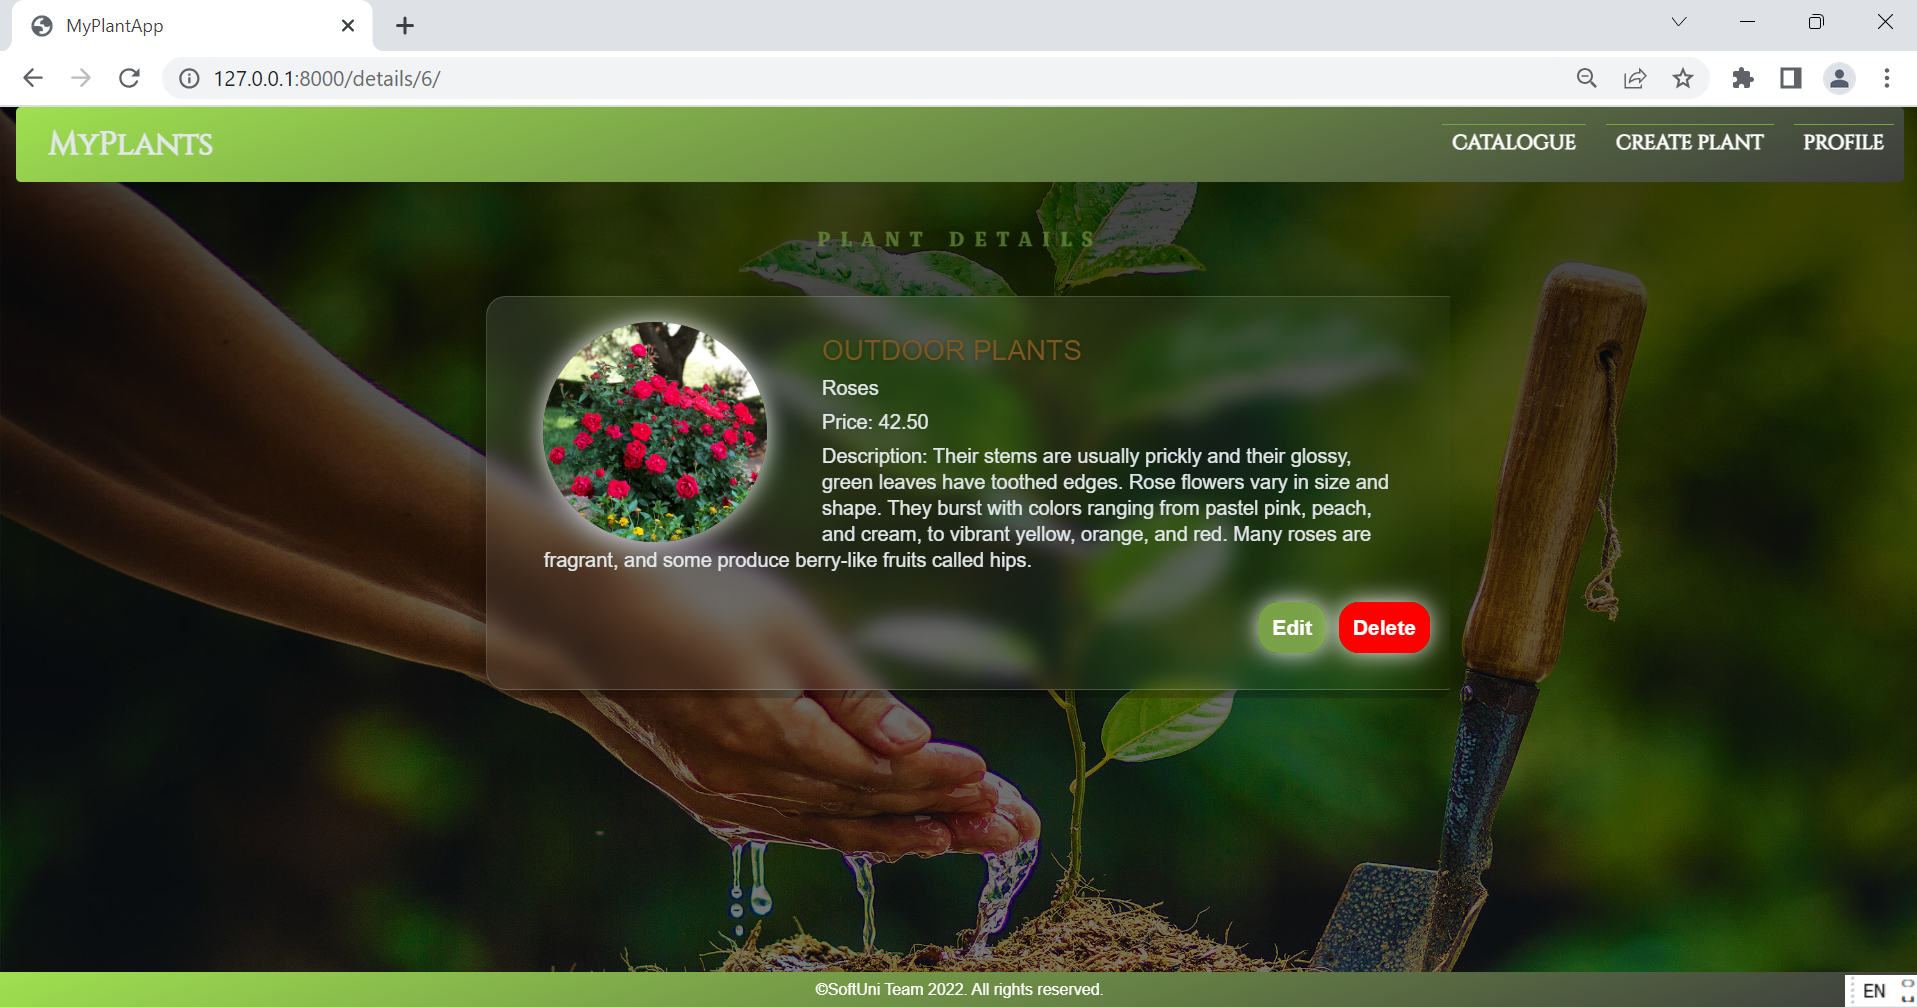 MyPlantApp
127.0.0.1:8000/details/6/
MYPLANTS
CATALOGUE
CREATE PLANT
PROFILE
PLANT DETAILS
OUTDOOR PLANTS
Roses
Price: 42.50
Description: Their stems are usually prickly and their glossy,
green leaves have toothed edges. Rose flowers vary in size and
shape. They burst with colors ranging from pastel pink, peach,
and cream, to vibrant yellow, orange, and red. Many roses are
fragrant, and some produce berry-like fruits called hips.
Edit
Delete
©SoftUni Team 2022. All rights reserved.
EN